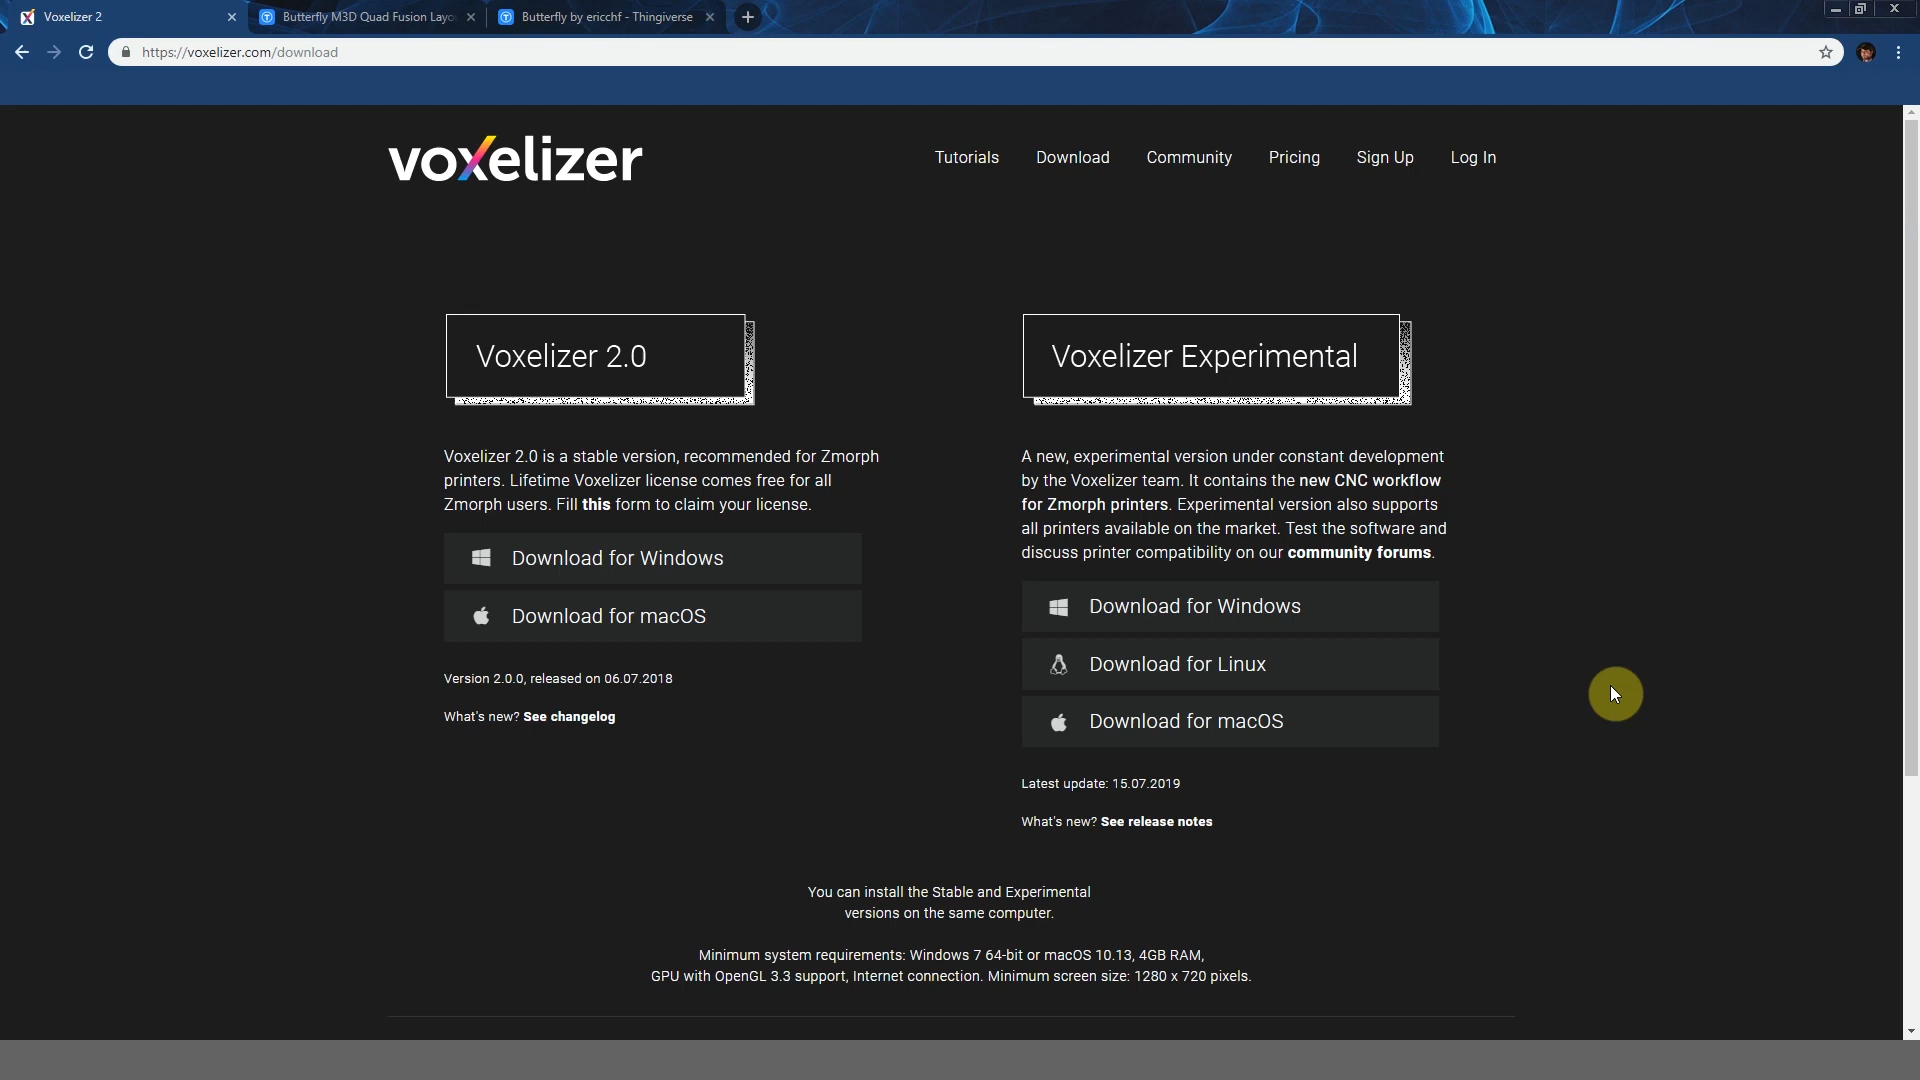 Voxelizer 2
Butterfly M3D Quad Fusion Layo
Butterfly by ericchf - Thingiverse
https://voxelizer.com/download
voxelizer
Tutorials
Download
Community
Pricing
Sign Up
Log In
Voxelizer 2.0
Voxelizer 2.0 is a stable version, recommended for Zmorph
printers. Lifetime Voxelizer license comes free for all
Zmorph users. Fill this form to claim your license.
Download for Windows
Download for macOS
Version 2.0.0, released on 06.07.2018
What's new? See changelog
Voxelizer Experimental
A new, experimental version under constant development
by the Voxelizer team. It contains the new CNC workflow
for Zmorph printers. Experimental version also supports
all printers available on the market. Test the software and
discuss printer compatibility on our community forums.
Download for Windows
Download for Linux
Download for macOS
Latest update: 15.07.2019
What's new? See release notes
You can install the Stable and Experimental
versions on the same computer.
Minimum system requirements: Windows 7 64-bit or macOS 10.13, 4GB RAM,
GPU with OpenGL 3.3 support, Internet connection. Minimum screen size: 1280 x 720 pixels.